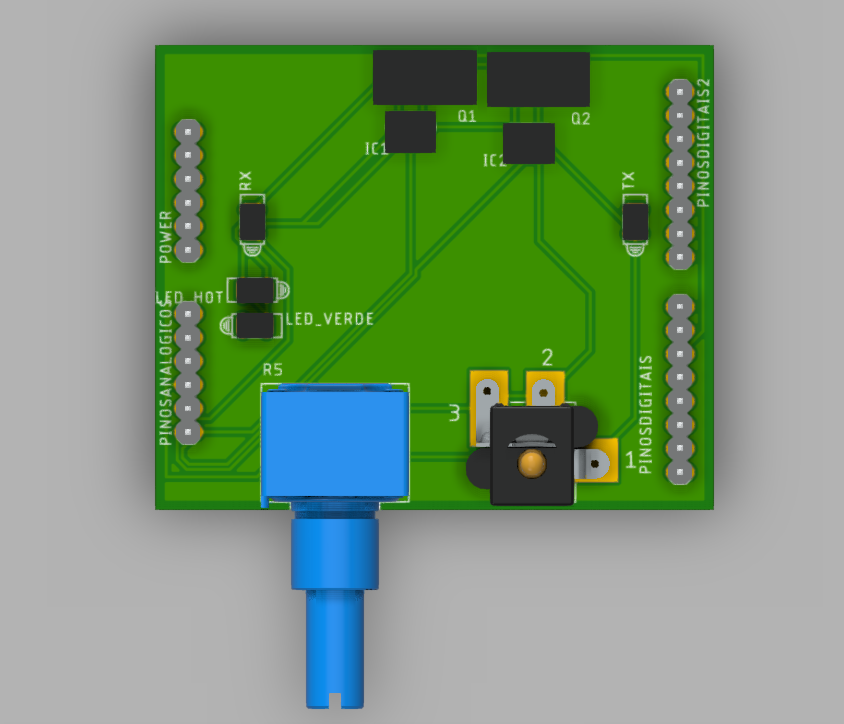 PINOSDIGITAIS2
Q1
Q2
IC1
IC2
RX
TX
POWER
LED_HOT
LED_VERDE
PINOSANALOGICOS
R5
2
3
1
PINOSDIGITAIS